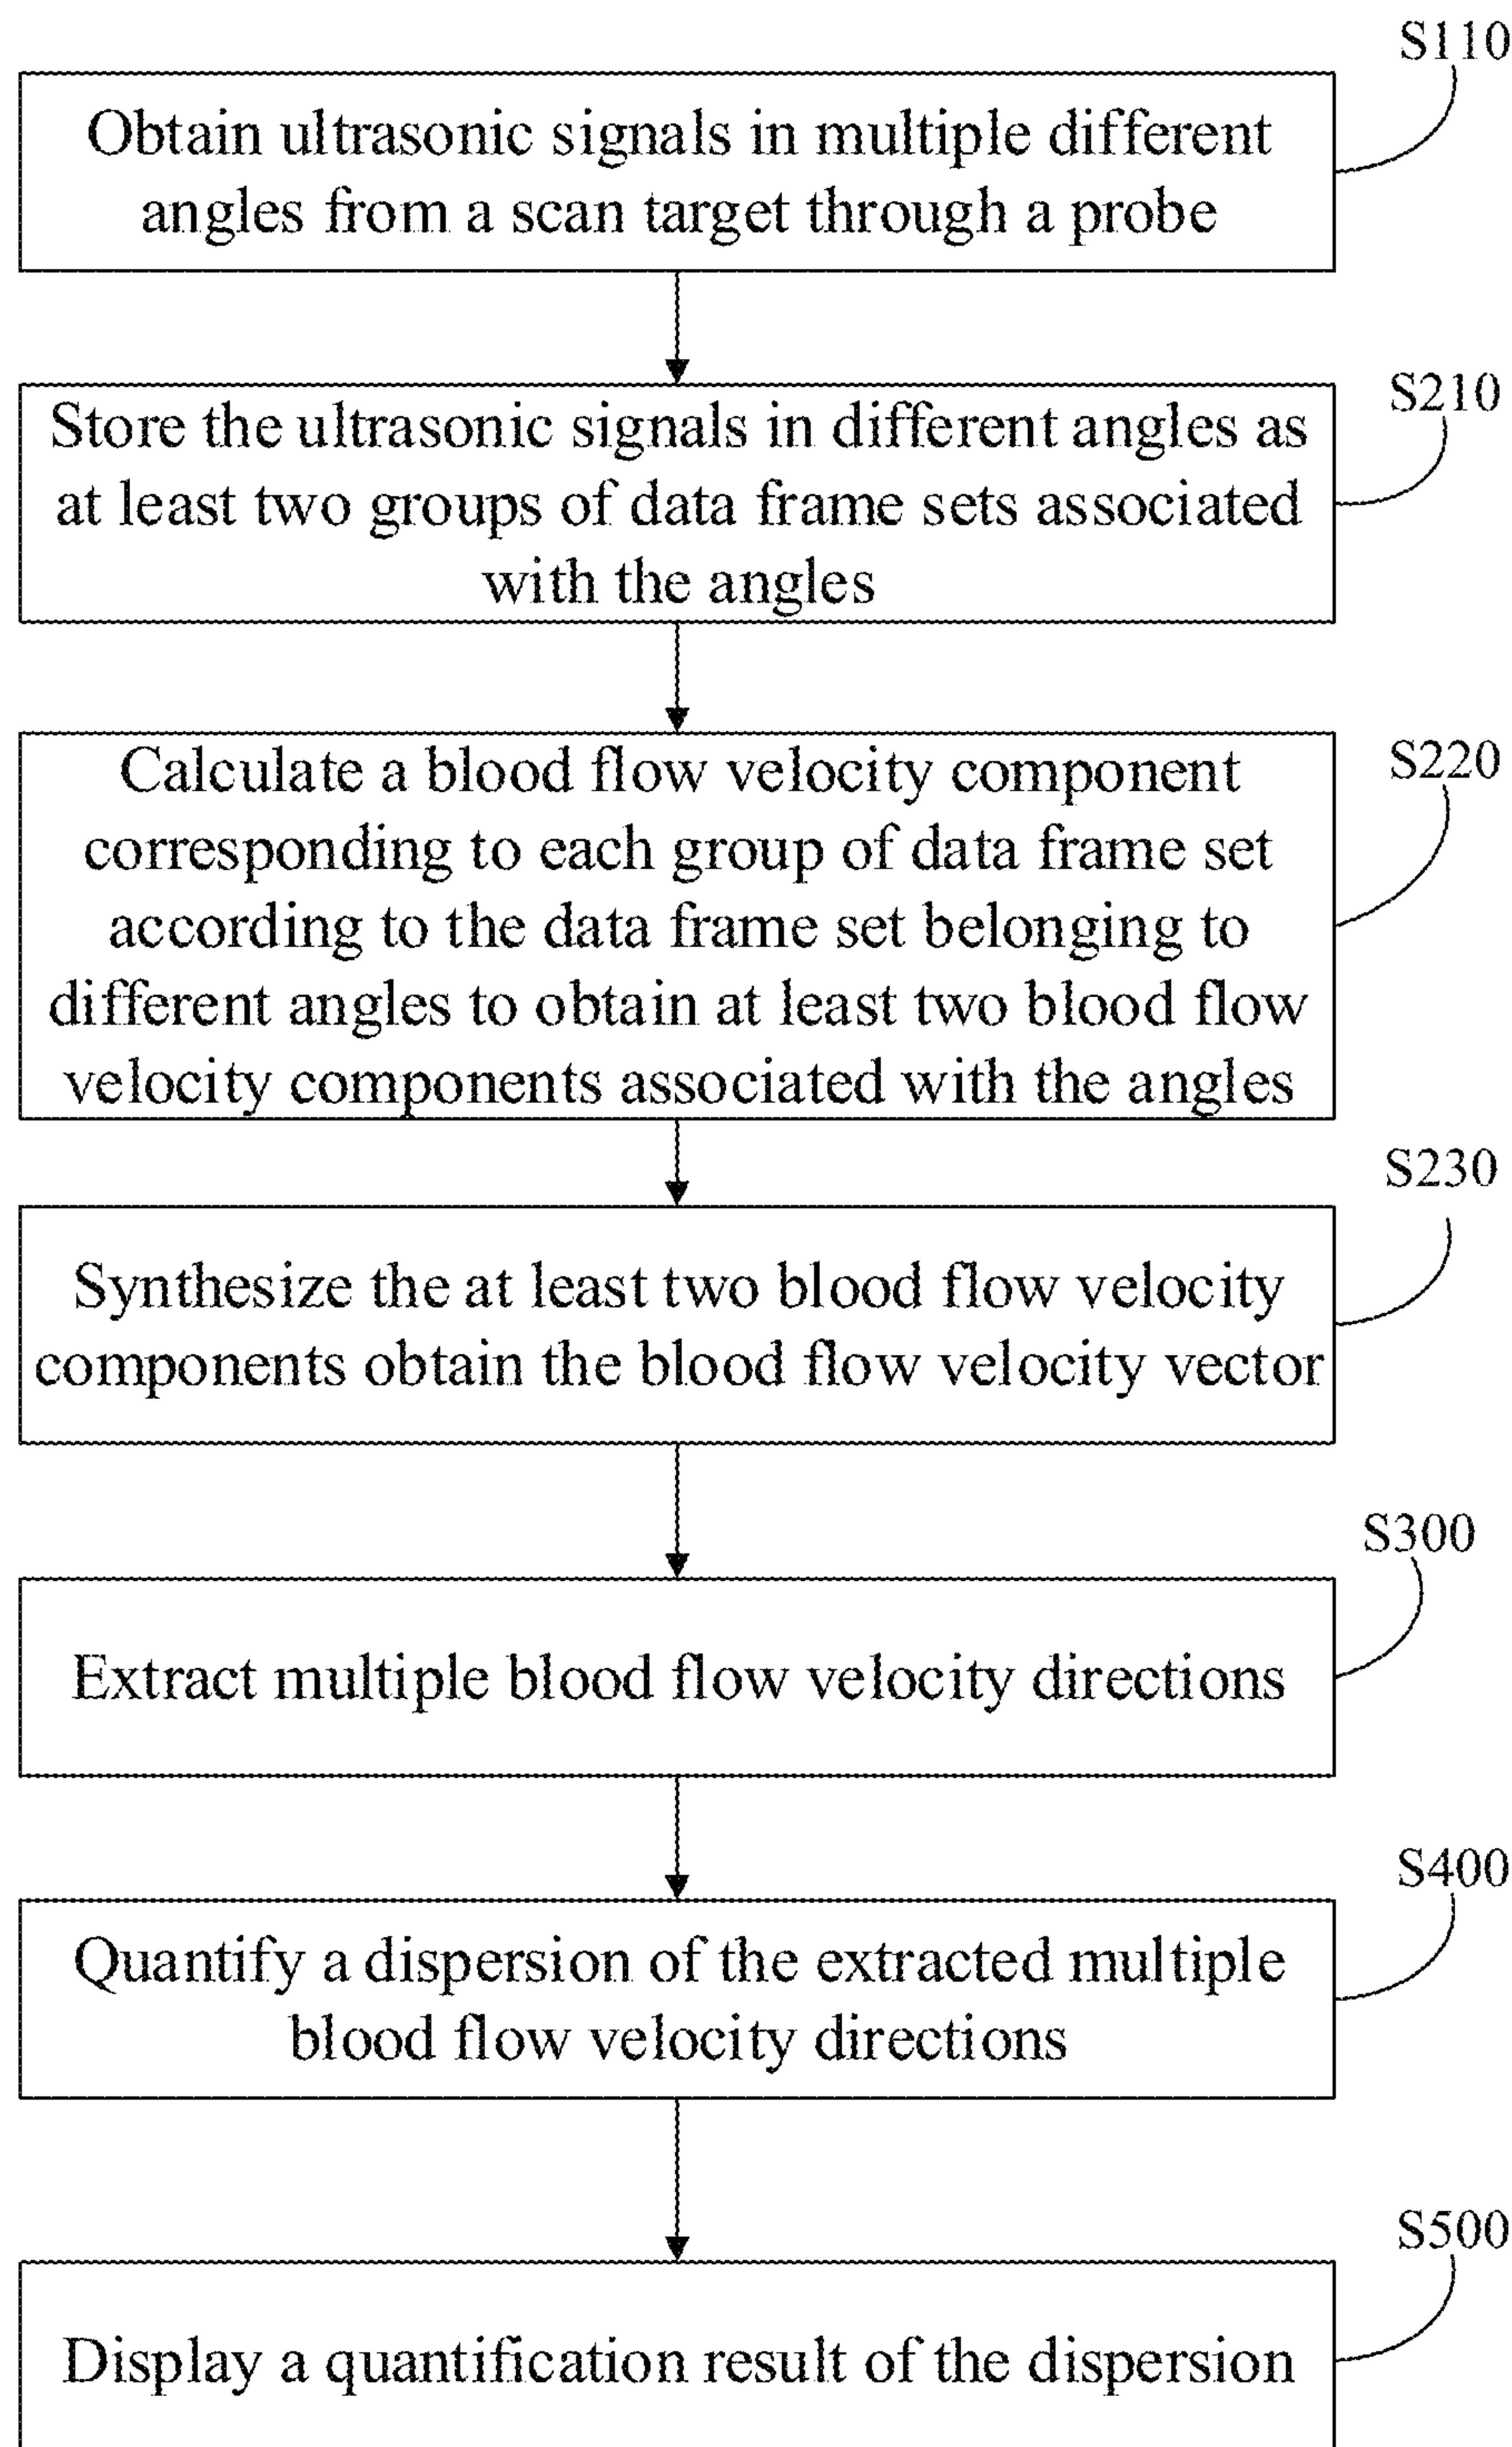 S110
Obtain ultrasonic signals in multiple different
angles from a scan target through a probe
S210
Store the ultrasonic signals in different angles as
at least two groups of data frame sets associated
with the angles
S220
Calculate a blood flow velocity component
corresponding to each group of data frame set
according to the data frame set belonging to
different angles to obtain at least two blood flow
velocity components associated with the angles
S230
Synthesize the at least two blood flow velocity
components obtain the blood flow velocity vector
S300
Extract multiple blood flow velocity directions
S400
Quantify a dispersion of the extracted multiple
blood flow velocity directions
S500
Display a quantification result of the dispersion